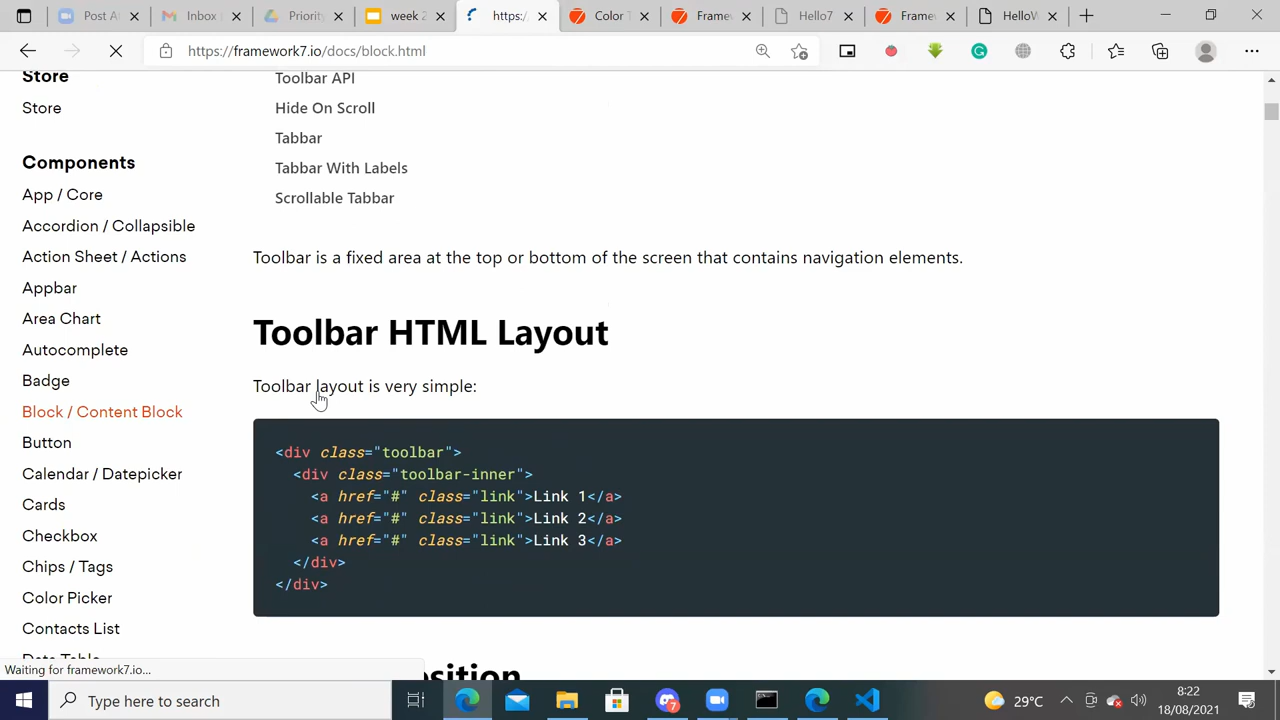 Post At
Inbox
Priority
week 2
https:/
Color T
Framew
Hello7
Framew
HelloW
https://framework7.io/docs/block.html
Store
Store
Components
App / Core
Accordion / Collapsible
Action Sheet / Actions
Appbar
Area Chart
Autocomplete
Badge
Block / Content Block
Button
Calendar / Datepicker
Cards
Checkbox
Chips / Tags
Color Picker
Contacts List
Toolbar API
Hide On Scroll
Tabbar
Tabbar With Labels
Scrollable Tabbar
Toolbar is a fixed area at the top or bottom of the screen that contains navigation elements.
Toolbar HTML Layout
Toolbar layout is very simple:
<div class="toolbar">
<div class="toolbar-inner">
<a href="#" class="link">Link 1</a>
<a href="#" class="link">Link 2</a>
<a href="#" class="link">Link 3</a>
</div>
</div>
Waiting for framework7.io...
Type here to search
7
29°C
8:22
18/08/2021